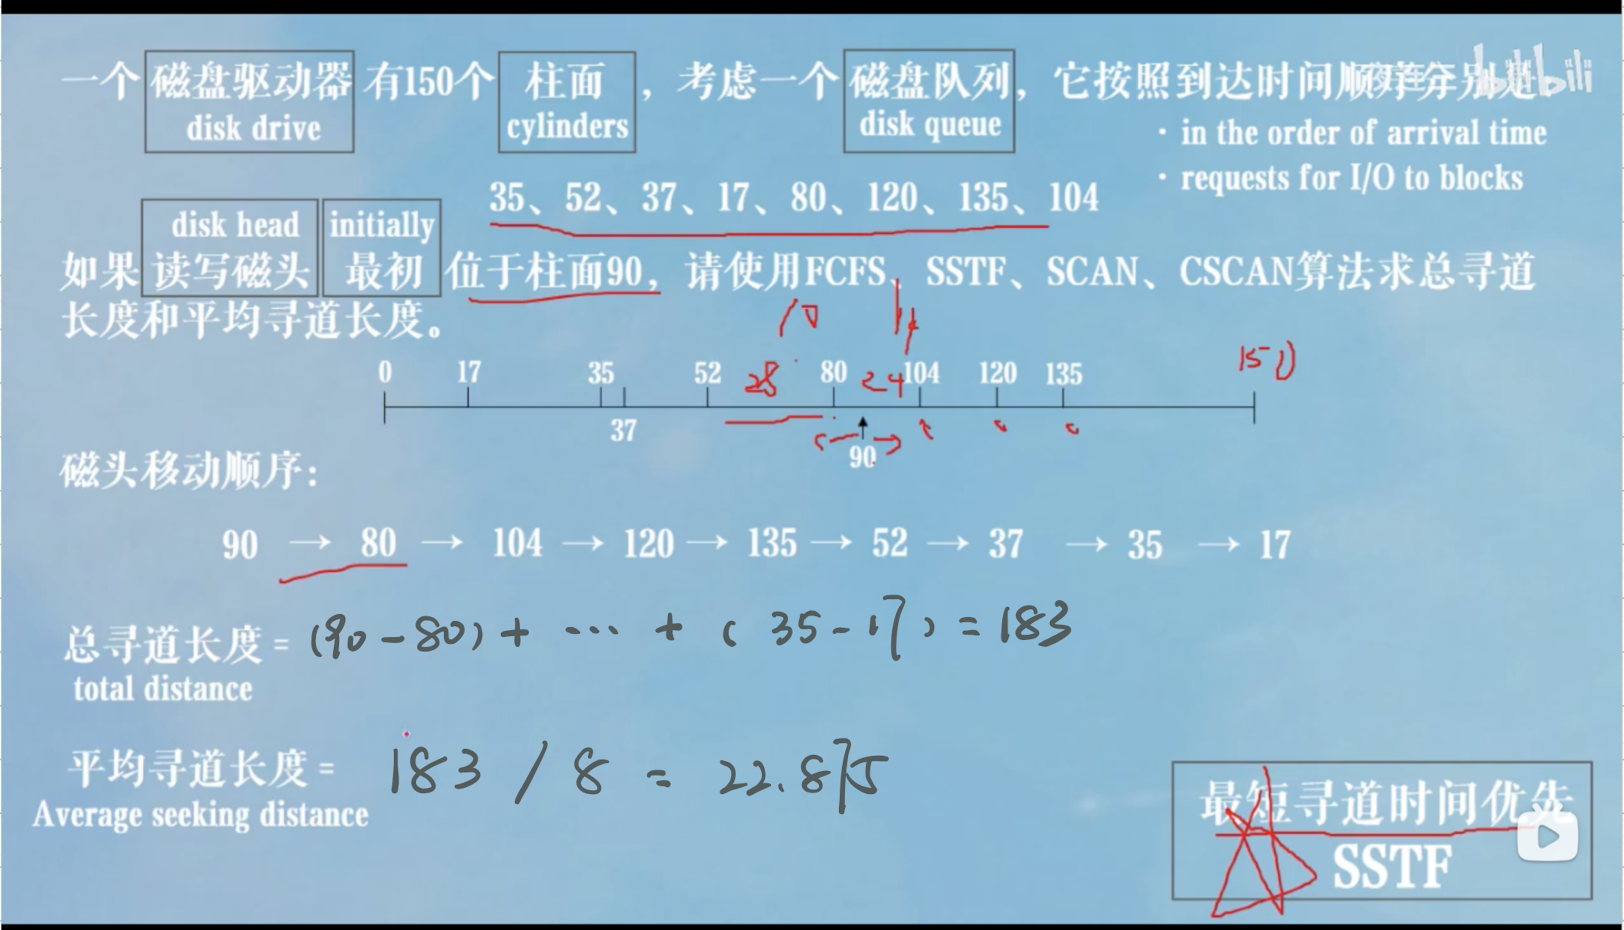 一个 磁盘驱动器 有150个 柱面 ，考虑一个 磁盘队列，它按照到达时间顺序分别是：
disk drive cylinders disk queue
· in the order of arrival time
· requests for I/O to blocks
35、52、37、17、80、120、135、104
disk head initially
如果 读写磁头 最初 位于柱面90，请使用FCFS、SSTF、SCAN、CSCAN算法求总寻道
长度和平均寻道长度。
10 14
150
0 17 35 52 28 80 24 104 120 135
37 90
磁头移动顺序：
90 → 80 → 104 → 120 → 135 → 52 → 37 → 35 → 17
总寻道长度 = (90-80) + ... + (35-17) = 183
total distance
平均寻道长度 = 183 / 8 = 22.875
Average seeking distance
最短寻道时间优先
SSTF
bilibili